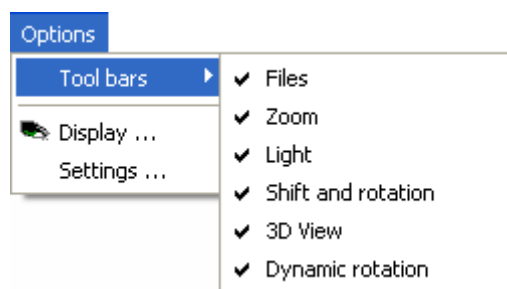 Options
Tool bars
Display ...
Settings ...
Files
Zoom
Light
Shift and rotation
3D View
Dynamic rotation